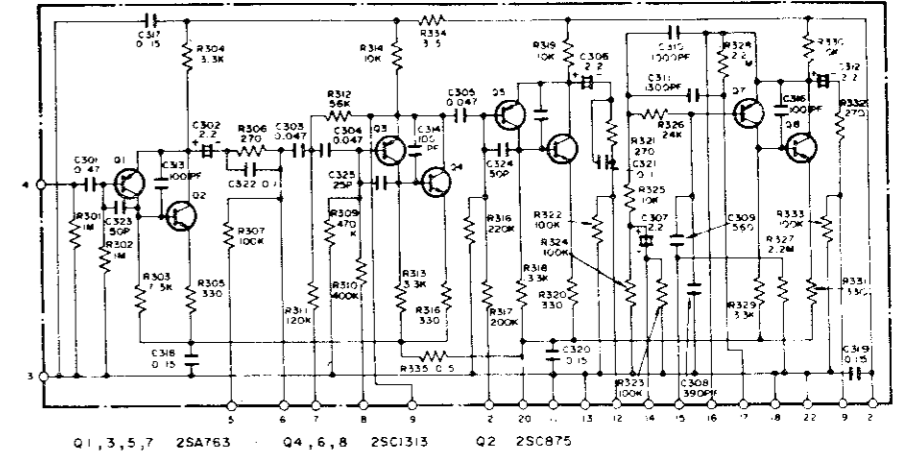 C317
0.15
R304
3.3K
R334
3.5
R314
10K
R319
10K
C306
2.2
C310
1000PF
R328
2.2
M
R330
C312
2.2
C311
1300PF
R312
56K
C305
0.047
Q5
Q7
C316
100PF
R332
270
C302
2.2
R306
270
C303
0.047
C304
0.047
Q3
C314
100
PF
R326
24K
Q8
C301
0.47
Q1
C313
100PF
C324
50P
R321
270
C321
0.1
4
Q2
C322 0.1
C325
25P
Q4
R325
10K
C323
50P
R301
1M
R302
1M
R307
100K
R309
470
K
R316
220K
R322
100K
C307
2.2
C309
560
R333
100K
R324
100K
R327
2.2M
R303
7.5K
R305
330
R310
400K
R313
3.3K
R318
3.3K
R331
330
R311
120K
R316
330
R317
200K
R320
330
R329
3.3K
C318
0.15
R335 0.5
C320
0.15
C319
0.15
3
R323
100K
C308
390PF
5 6 7 8 9 2 20 13 12 14 15 16 17 22 9 2
Q1,3,5,7 2SA763 Q4,6,8 2SC1313 Q2 2SC875